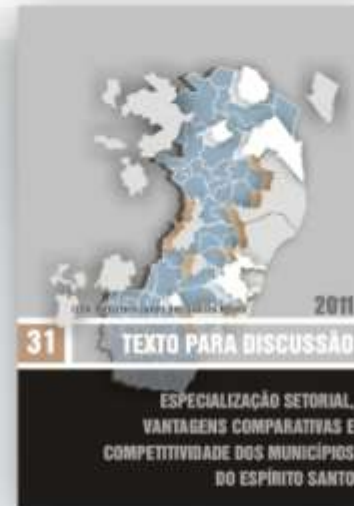 2011
31
TEXTO PARA DISCUSSÃO
ESPECIALIZAÇÃO SETORIAL,
VANTAGENS COMPARATIVAS E
COMPETITIVIDADE DOS MUNICÍPIOS
DO ESPÍRITO SANTO